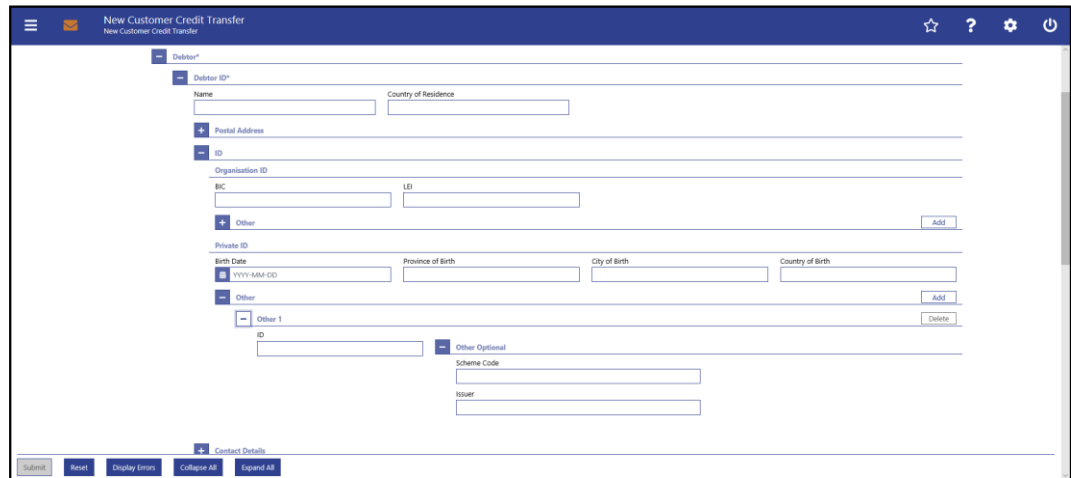 New Customer Credit Transfer
New Customer Credit Transfer
?
Debtor*
Debtor ID*
Name Country of Residence
Postal Address
ID
Organisation ID
BIC LEI
Other Add
Private ID
Birth Date Province of Birth City of Birth Country of Birth
YYYY-MM-DD
Other Add
Other 1 Delete
ID
Other Optional
Scheme Code
Issuer
Contact Details
Submit Reset Display Errors Collapse All Expand All